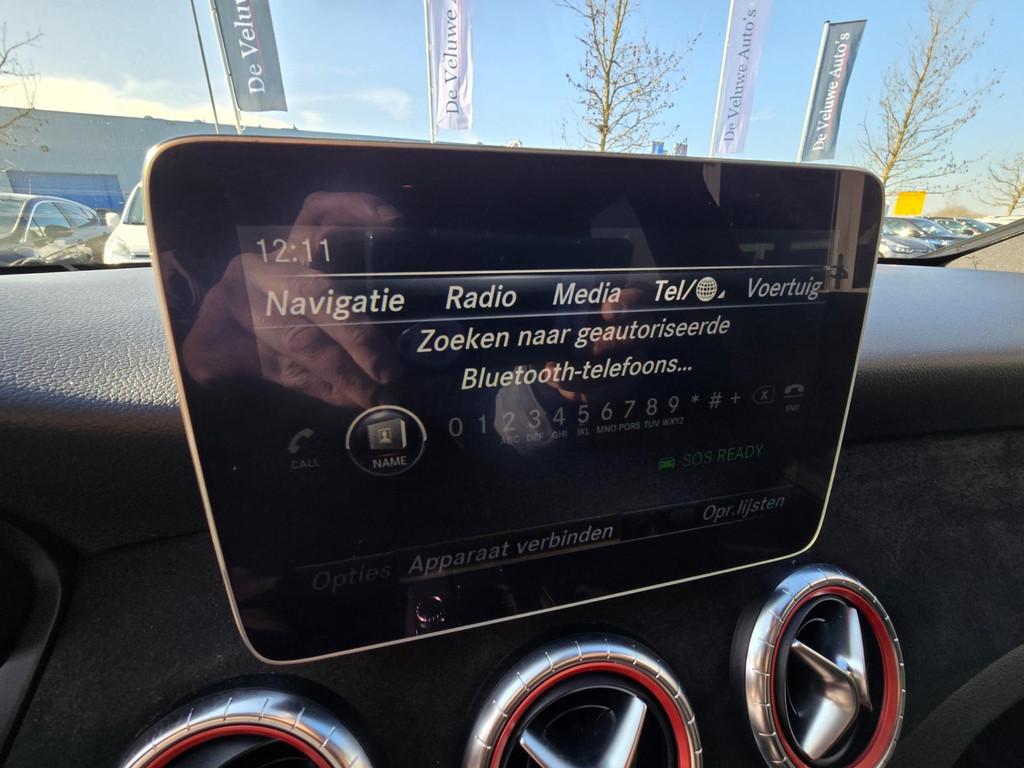 De Veluwe
De Veluwe
De Veluwe Auto's
De Veluwe Auto's
12:11
Navigatie Radio Media Tel/ Voertuig
Zoeken naar geautoriseerde
Bluetooth-telefoons...
0 1 2 3 4 5 6 7 8 9 * # +
ABC DEF GHI JKL MNO PQRS TUV WXYZ
CALL NAME END
SOS READY
Opties Apparaat verbinden Opr.lijsten